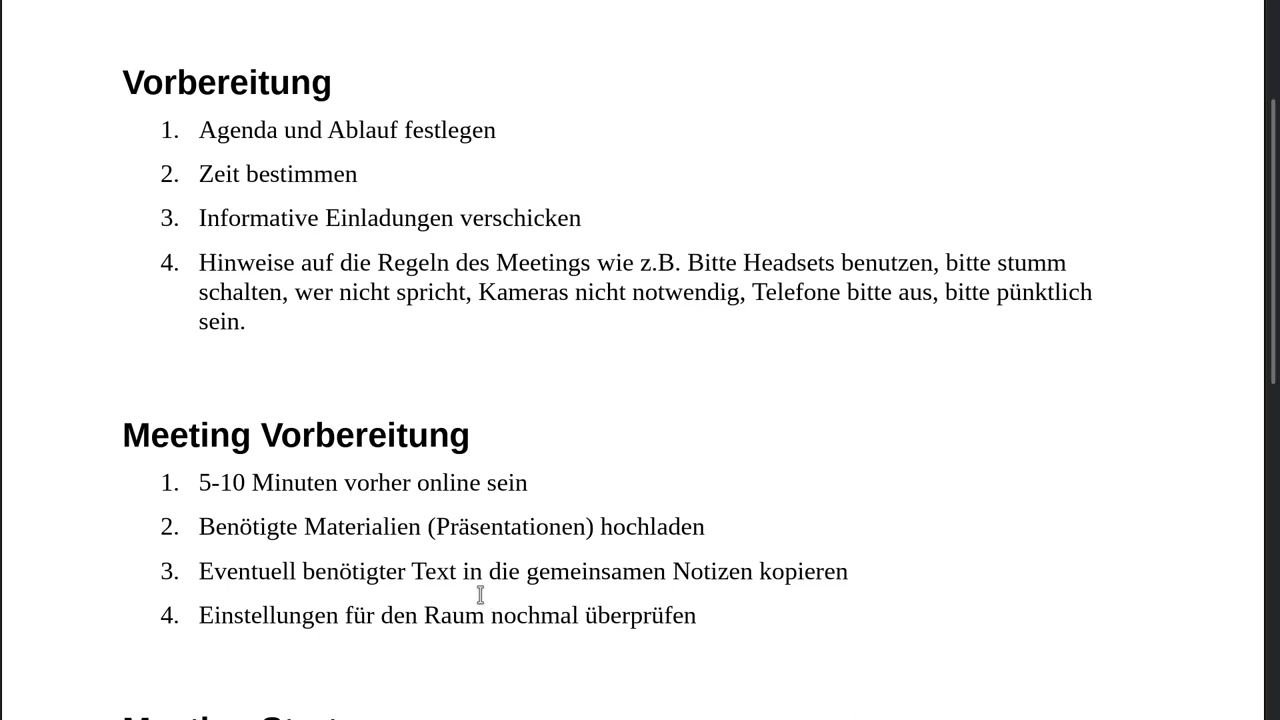 Vorbereitung
1. Agenda und Ablauf festlegen
2. Zeit bestimmen
3. Informative Einladungen verschicken
4. Hinweise auf die Regeln des Meetings wie z.B. Bitte Headsets benutzen, bitte stumm
schalten, wer nicht spricht, Kameras nicht notwendig, Telefone bitte aus, bitte pünktlich
sein.
Meeting Vorbereitung
1. 5-10 Minuten vorher online sein
2. Benötigte Materialien (Präsentationen) hochladen
3. Eventuell benötigter Text in die gemeinsamen Notizen kopieren
4. Einstellungen für den Raum nochmal überprüfen